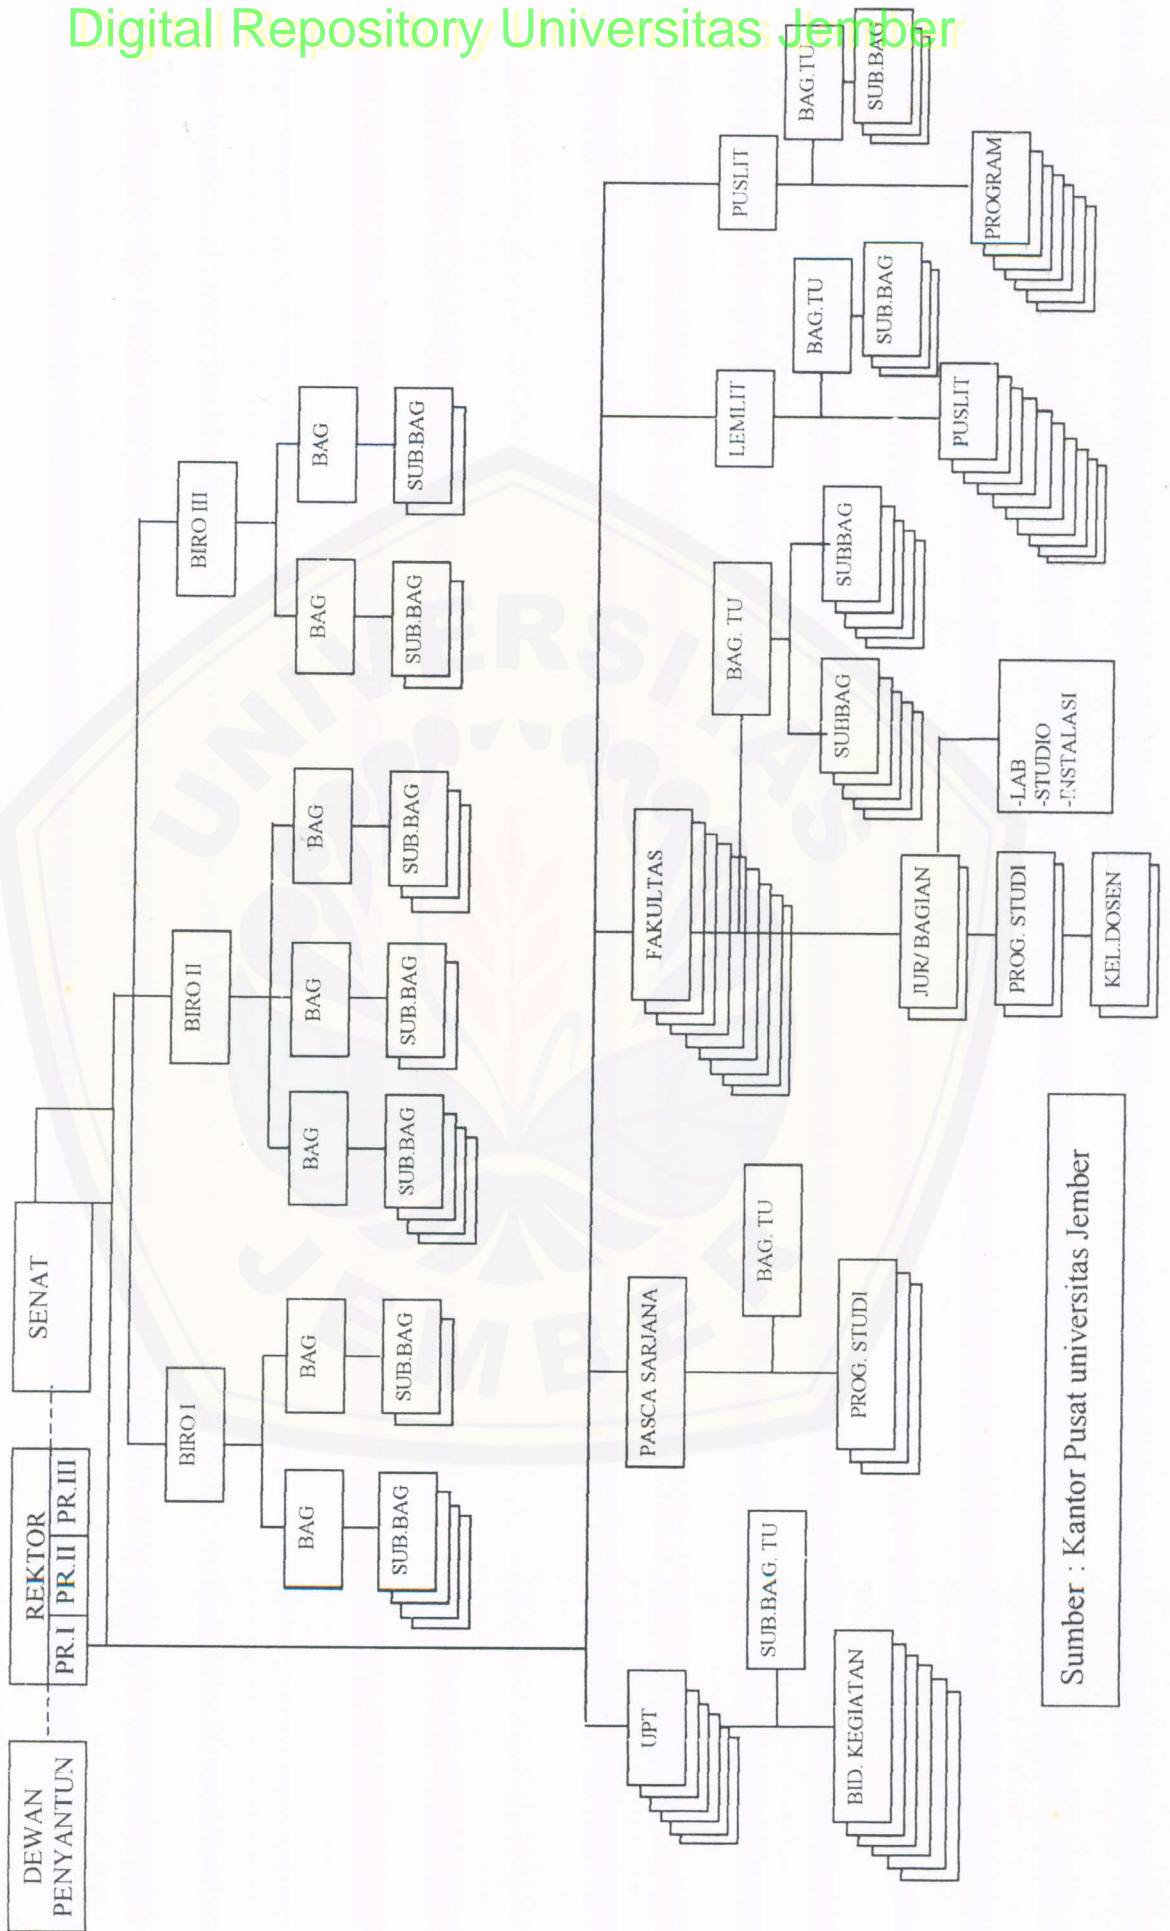 Digital Repository Universitas Jember
DEWAN
PENYANTUN
REKTOR
PR.I PR.II PR.III
SENAT
BIRO I
BIRO II
BIRO III
BAG
BAG
BAG
BAG
BAG
BAG
BAG
SUB.BAG
SUB.BAG
SUB.BAG
SUB.BAG
SUB.BAG
SUB.BAG
SUB.BAG
UPT
PASCA SARJANA
FAKULTAS
LEMLIT
PUSLIT
SUB.BAG. TU
BAG. TU
BAG. TU
BAG.TU
BAG.TU
BID. KEGIATAN
PROG. STUDI
SUBBAG
SUBBAG
SUB.BAG
SUB.BAG
JUR/ BAGIAN
PUSLIT
PROGRAM
PROG. STUDI
-LAB
-STUDIO
-INSTALASI
KEL.DOSEN
Sumber : Kantor Pusat universitas Jember
UNIVERSITAS
JEMBER